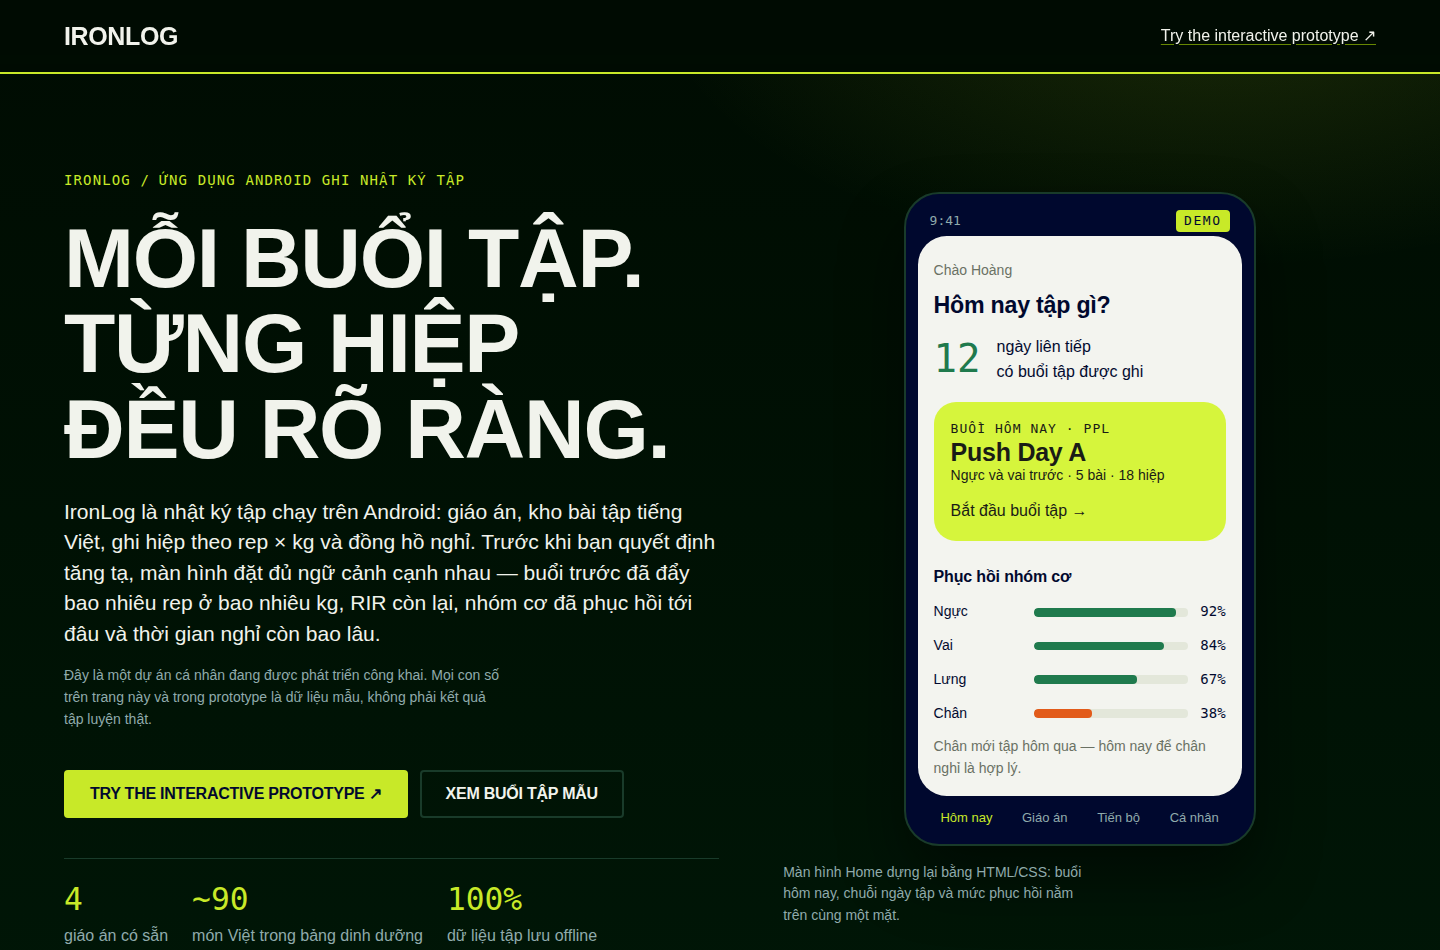 IRONLOG
Try the interactive prototype ↗
IRONLOG / ỨNG DỤNG ANDROID GHI NHẬT KÝ TẬP
MỖI BUỔI TẬP.
TỪNG HIỆP
ĐỀU RÕ RÀNG.
IronLog là nhật ký tập chạy trên Android: giáo án, kho bài tập tiếng
Việt, ghi hiệp theo rep × kg và đồng hồ nghỉ. Trước khi bạn quyết định
tăng tạ, màn hình đặt đủ ngữ cảnh cạnh nhau — buổi trước đã đẩy
bao nhiêu rep ở bao nhiêu kg, RIR còn lại, nhóm cơ đã phục hồi tới
đâu và thời gian nghỉ còn bao lâu.
Đây là một dự án cá nhân đang được phát triển công khai. Mọi con số
trên trang này và trong prototype là dữ liệu mẫu, không phải kết quả
tập luyện thật.
TRY THE INTERACTIVE PROTOTYPE ↗
XEM BUỔI TẬP MẪU
4
giáo án có sẵn
~90
món Việt trong bảng dinh dưỡng
100%
dữ liệu tập lưu offline
9:41
DEMO
Chào Hoàng
Hôm nay tập gì?
12
ngày liên tiếp
có buổi tập được ghi
BUỔI HÔM NAY · PPL
Push Day A
Ngực và vai trước · 5 bài · 18 hiệp
Bắt đầu buổi tập →
Phục hồi nhóm cơ
Ngực 92%
Vai 84%
Lưng 67%
Chân 38%
Chân mới tập hôm qua — hôm nay để chân
nghỉ là hợp lý.
Hôm nay Giáo án Tiến bộ Cá nhân
Màn hình Home dựng lại bằng HTML/CSS: buổi
hôm nay, chuỗi ngày tập và mức phục hồi nằm
trên cùng một mặt.